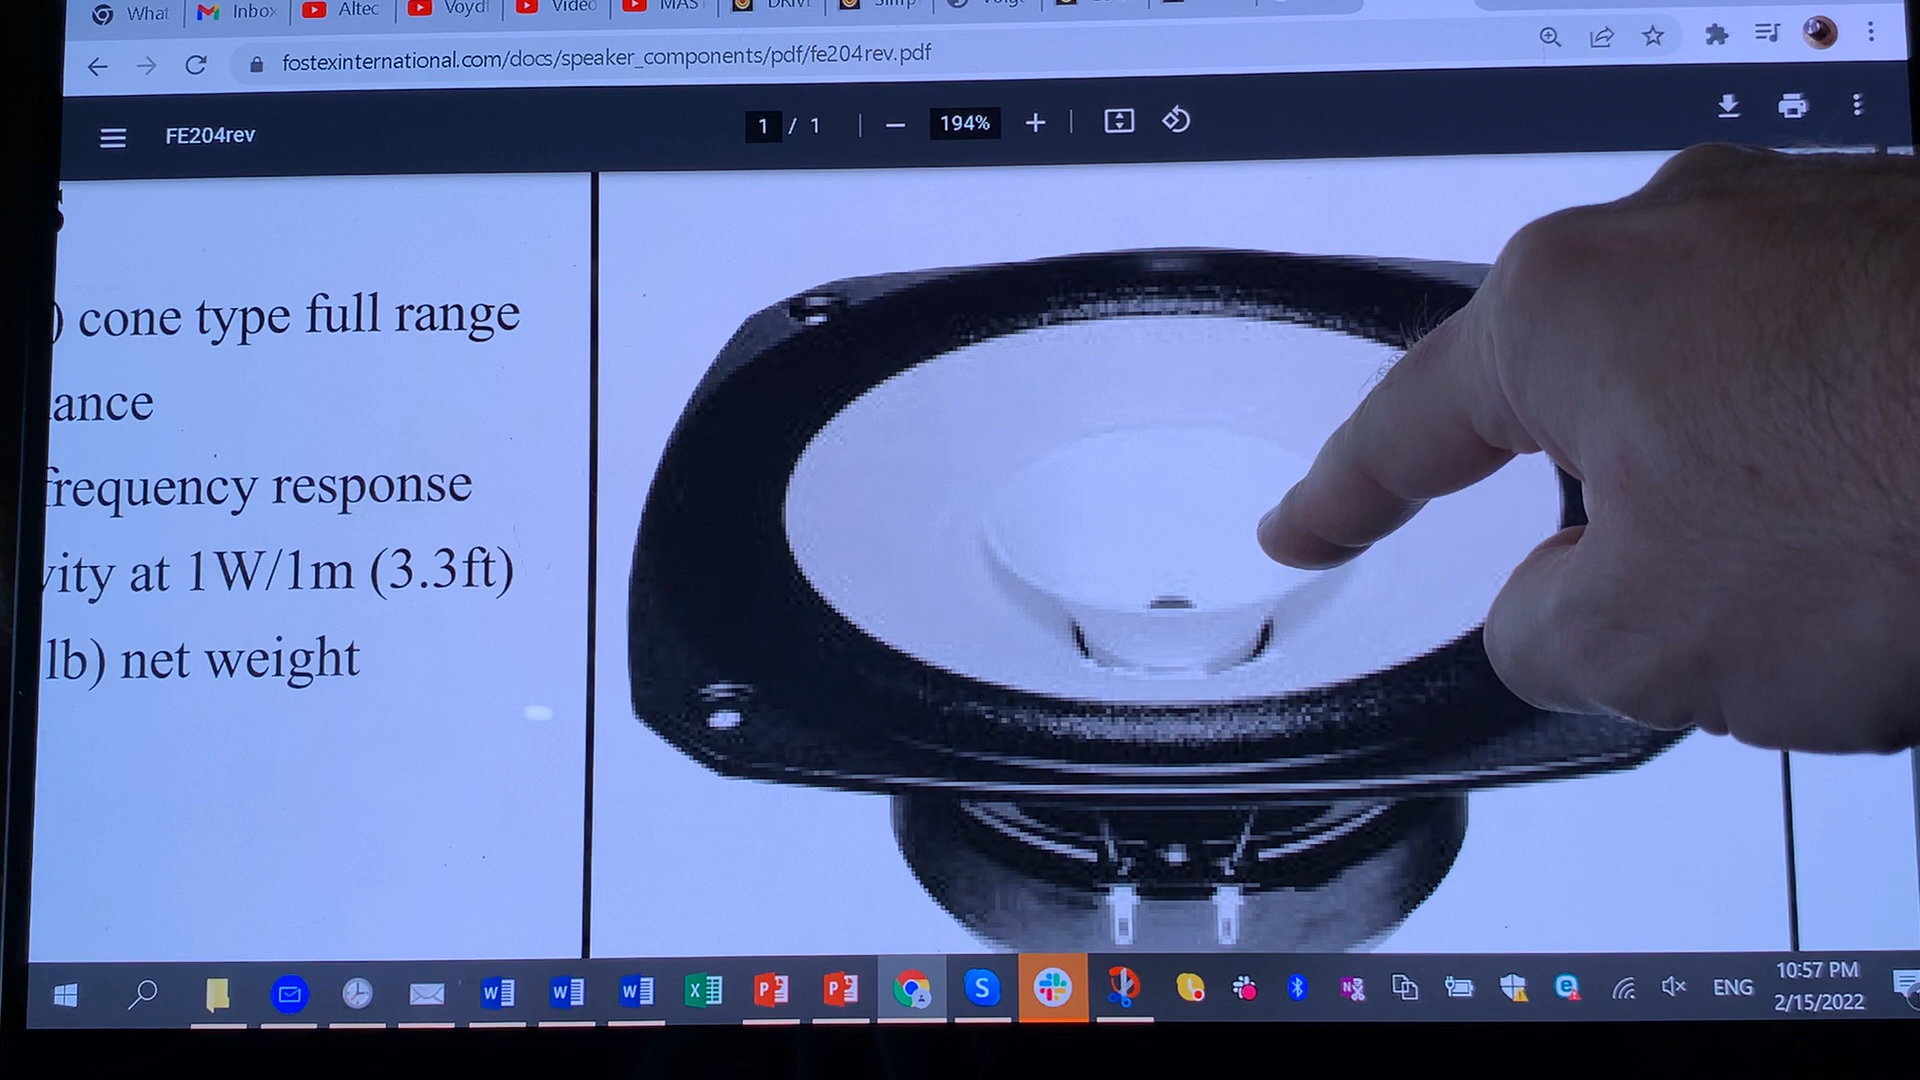 What
Inbox
Altec
Voyd
Video
MAS
fostexinternational.com/docs/speaker_components/pdf/fe204rev.pdf
FE204rev
1 / 1
194%
) cone type full range
ance
frequency response
vity at 1W/1m (3.3ft)
lb) net weight
ENG
10:57 PM
2/15/2022